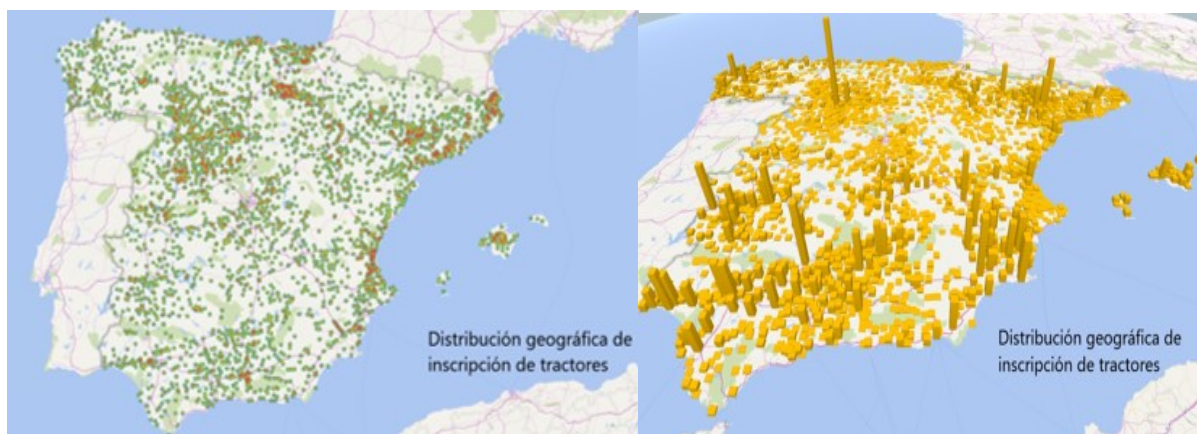 Distribución geográfica de
inscripción de tractores
Distribución geográfica de
inscripción de tractores